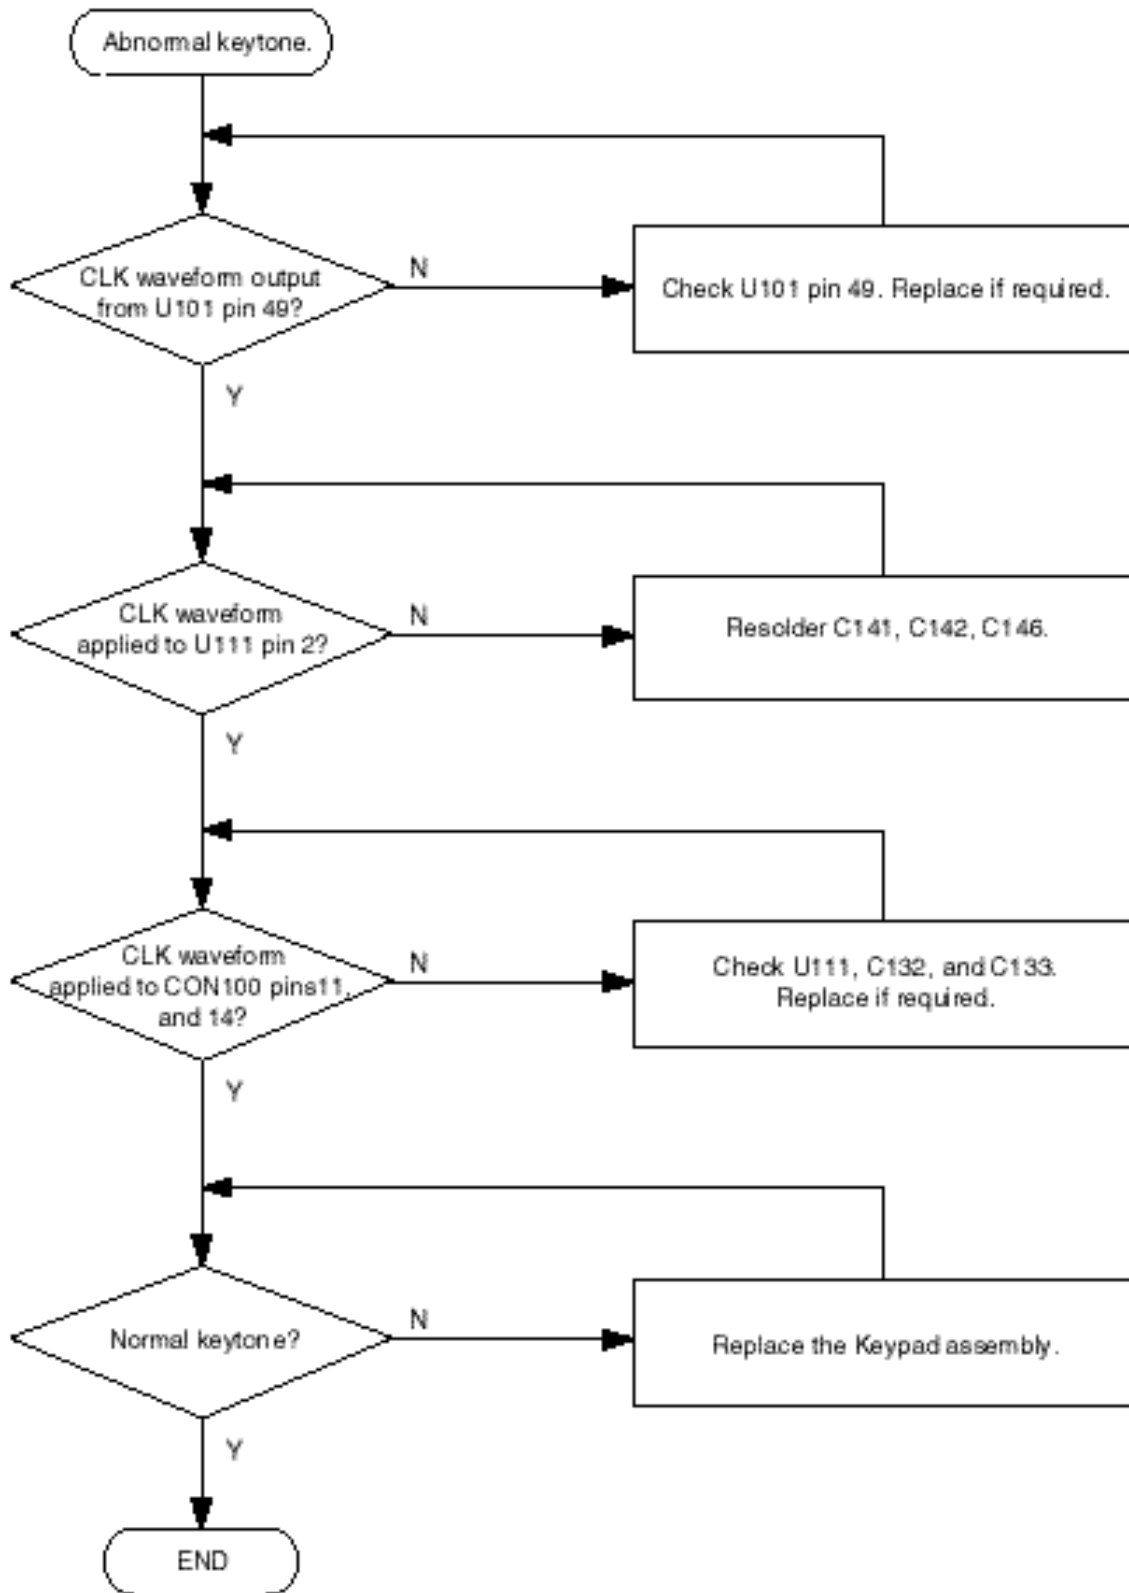 Abnormal keytone.
CLK waveform output
from U101 pin 49?
N
Check U101 pin 49. Replace if required.
Y
CLK waveform
applied to U111 pin 2?
N
Resolder C141, C142, C146.
Y
CLK waveform
applied to CON100 pins11,
and 14?
N
Check U111, C132, and C133.
Replace if required.
Y
Normal keytone?
N
Replace the Keypad assembly.
Y
END